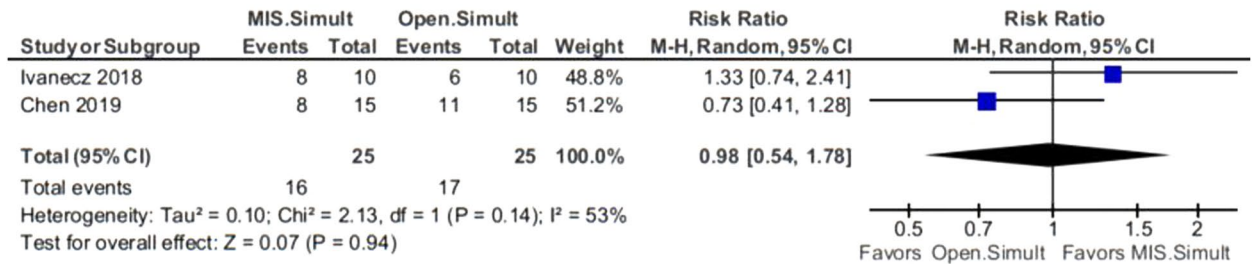 MIS.Simult Open.Simult Risk Ratio Risk Ratio
Study or Subgroup Events Total Events Total Weight M-H, Random, 95% CI M-H, Random, 95% CI
Ivanecz 2018 8 10 6 10 48.8% 1.33 [0.74, 2.41]
Chen 2019 8 15 11 15 51.2% 0.73 [0.41, 1.28]
Total (95% CI) 25 25 100.0% 0.98 [0.54, 1.78]
Total events 16 17
Heterogeneity: Tau² = 0.10; Chi² = 2.13, df = 1 (P = 0.14); I² = 53%
Test for overall effect: Z = 0.07 (P = 0.94)
0.5 0.7 1 1.5 2
Favors Open.Simult Favors MIS.Simult